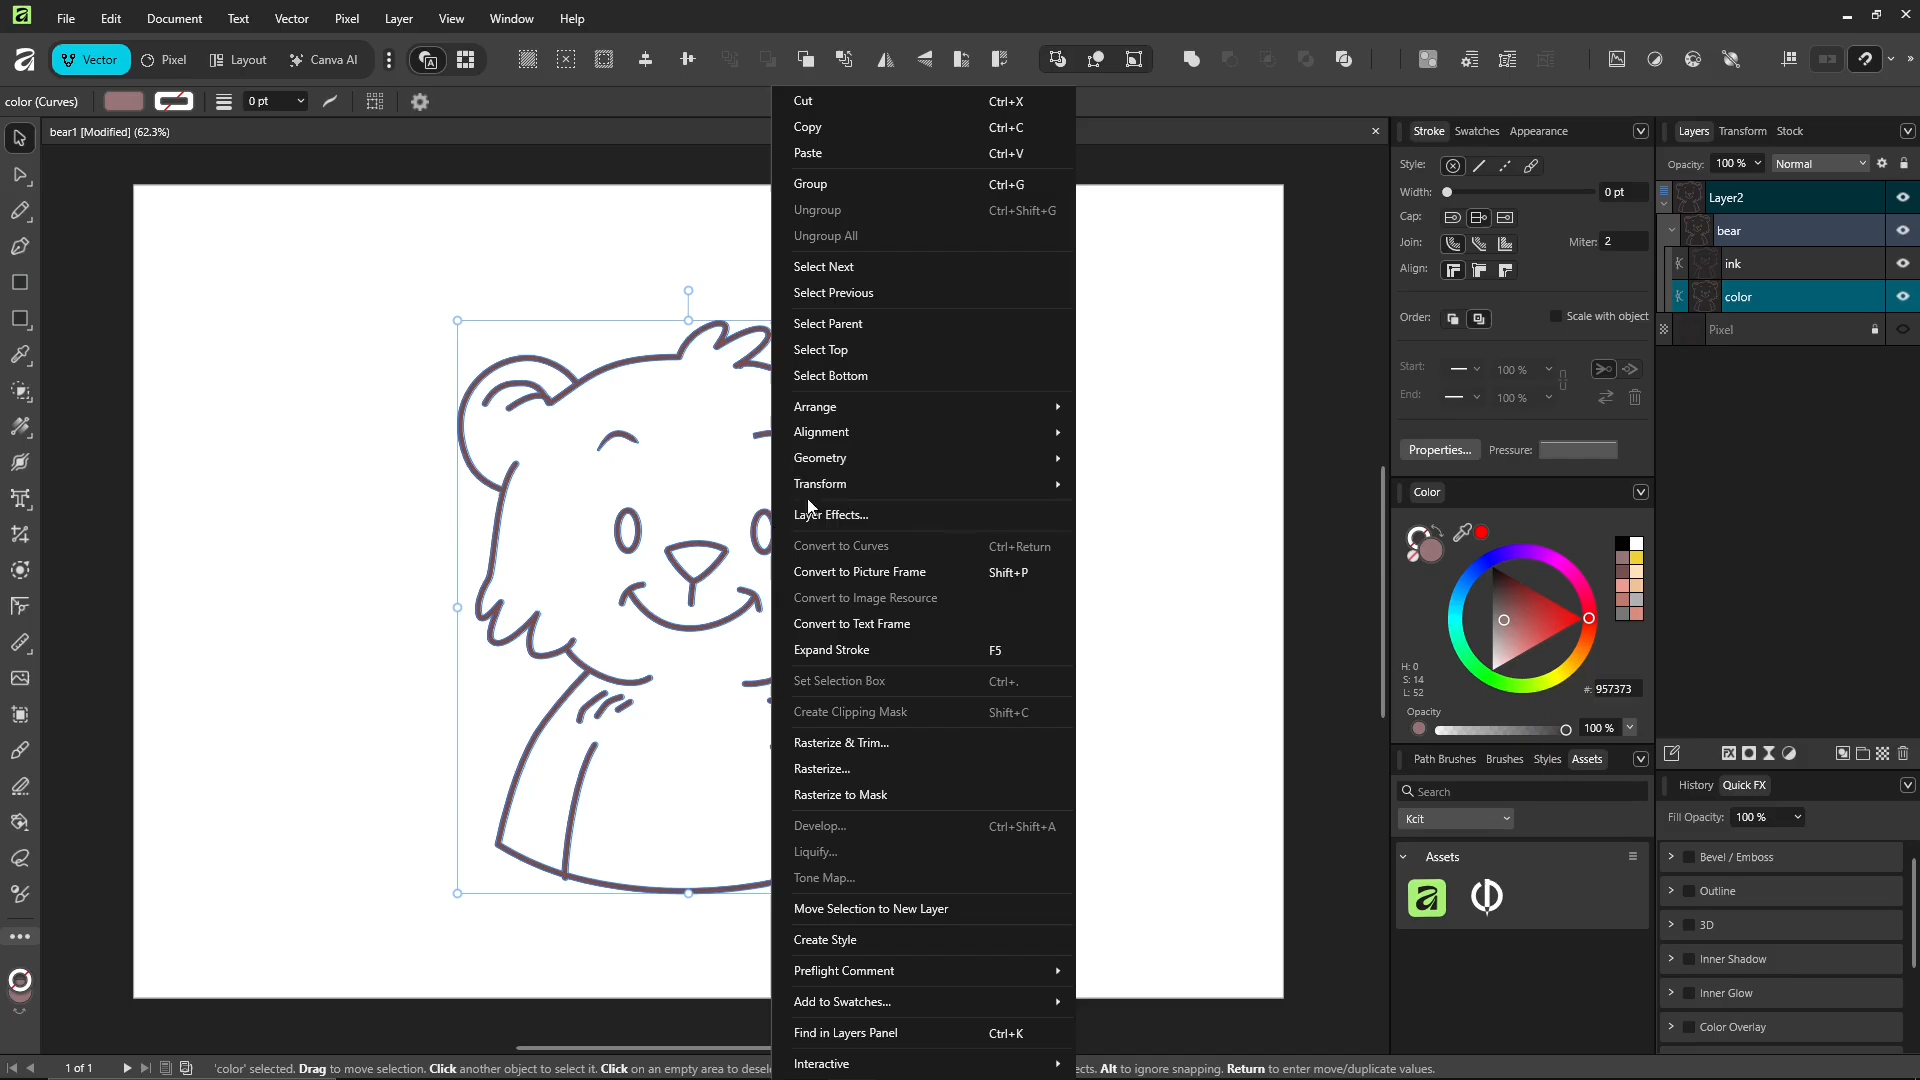 File Edit Document Text Vector Pixel Layer View Window Help
Vector Pixel Layout Canva AI
color (Curves) 0 pt
bear1 [Modified] (62.3%)
Cut Ctrl+X
Copy Ctrl+C
Paste Ctrl+V
Group Ctrl+G
Ungroup Ctrl+Shift+G
Ungroup All
Select Next
Select Previous
Select Parent
Select Top
Select Bottom
Arrange
Alignment
Geometry
Transform
Layer Effects...
Convert to Curves Ctrl+Return
Convert to Picture Frame Shift+P
Convert to Image Resource
Convert to Text Frame
Expand Stroke F5
Set Selection Box Ctrl+.
Create Clipping Mask Shift+C
Rasterize & Trim...
Rasterize...
Rasterize to Mask
Develop... Ctrl+Shift+A
Liquify...
Tone Map...
Move Selection to New Layer
Create Style
Preflight Comment
Add to Swatches...
Find in Layers Panel Ctrl+K
Interactive
Stroke Swatches Appearance
Style:
Width: 0 pt
Cap:
Join: Miter: 2
Align:
Order: Scale with object
Start: 100 %
End: 100 %
Properties... Pressure:
Color
H: 0
S: 14
L: 52
#: 957373
Opacity
100 %
Path Brushes Brushes Styles Assets
Search
Kcit
Assets
Layers Transform Stock
Opacity: 100 % Normal
Layer2
bear
ink
color
Pixel
History Quick FX
Fill Opacity: 100 %
Bevel / Emboss
Outline
3D
Inner Shadow
Inner Glow
Color Overlay
1 of 1 'color' selected. Drag to move selection. Click another object to select it. Click on an empty area to desele ects. Alt to ignore snapping. Return to enter move/duplicate values.